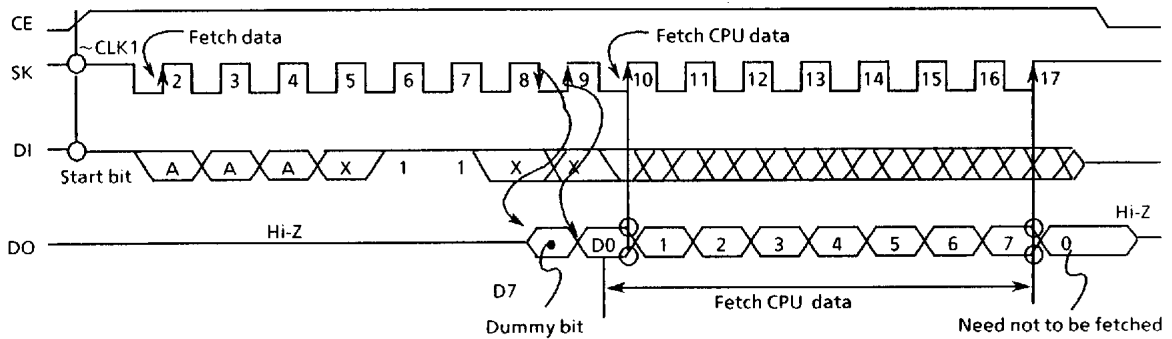 CE
~CLK1
Fetch data
Fetch CPU data
SK
2 3 4 5 6 7 8 9 10 11 12 13 14 15 16 17
DI
Start bit
A A A X 1 1 X X
DO
Hi-Z
D0 1 2 3 4 5 6 7 0
Hi-Z
D7
Dummy bit
Fetch CPU data
Need not to be fetched